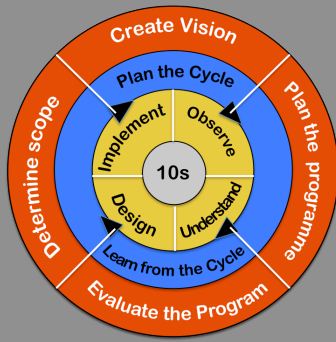 Create Vision
Plan the programme
Evaluate the Program
Determine scope
Plan the Cycle
Learn from the Cycle
Implement
Observe
Understand
Design
10s